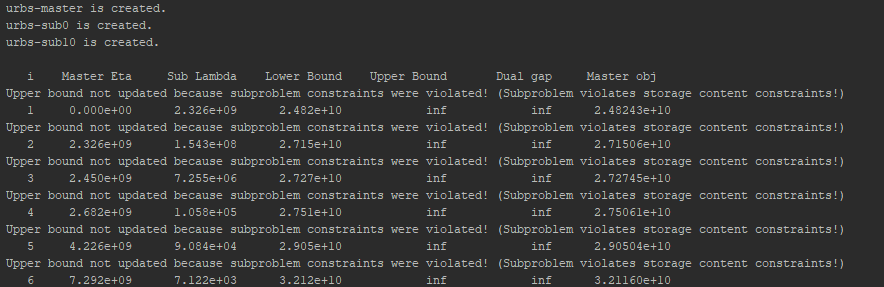 urbs-master is created.
urbs-sub0 is created.
urbs-sub10 is created.
i Master Eta Sub Lambda Lower Bound Upper Bound Dual gap Master obj
Upper bound not updated because subproblem constraints were violated! (Subproblem violates storage content constraints!)
1 0.000e+00 2.326e+09 2.482e+10 inf inf 2.48243e+10
Upper bound not updated because subproblem constraints were violated! (Subproblem violates storage content constraints!)
2 2.326e+09 1.543e+08 2.715e+10 inf inf 2.71506e+10
Upper bound not updated because subproblem constraints were violated! (Subproblem violates storage content constraints!)
3 2.450e+09 7.255e+06 2.727e+10 inf inf 2.72745e+10
Upper bound not updated because subproblem constraints were violated! (Subproblem violates storage content constraints!)
4 2.682e+09 1.058e+05 2.751e+10 inf inf 2.75061e+10
Upper bound not updated because subproblem constraints were violated! (Subproblem violates storage content constraints!)
5 4.226e+09 9.084e+04 2.905e+10 inf inf 2.90504e+10
Upper bound not updated because subproblem constraints were violated! (Subproblem violates storage content constraints!)
6 7.292e+09 7.122e+03 3.212e+10 inf inf 3.21160e+10